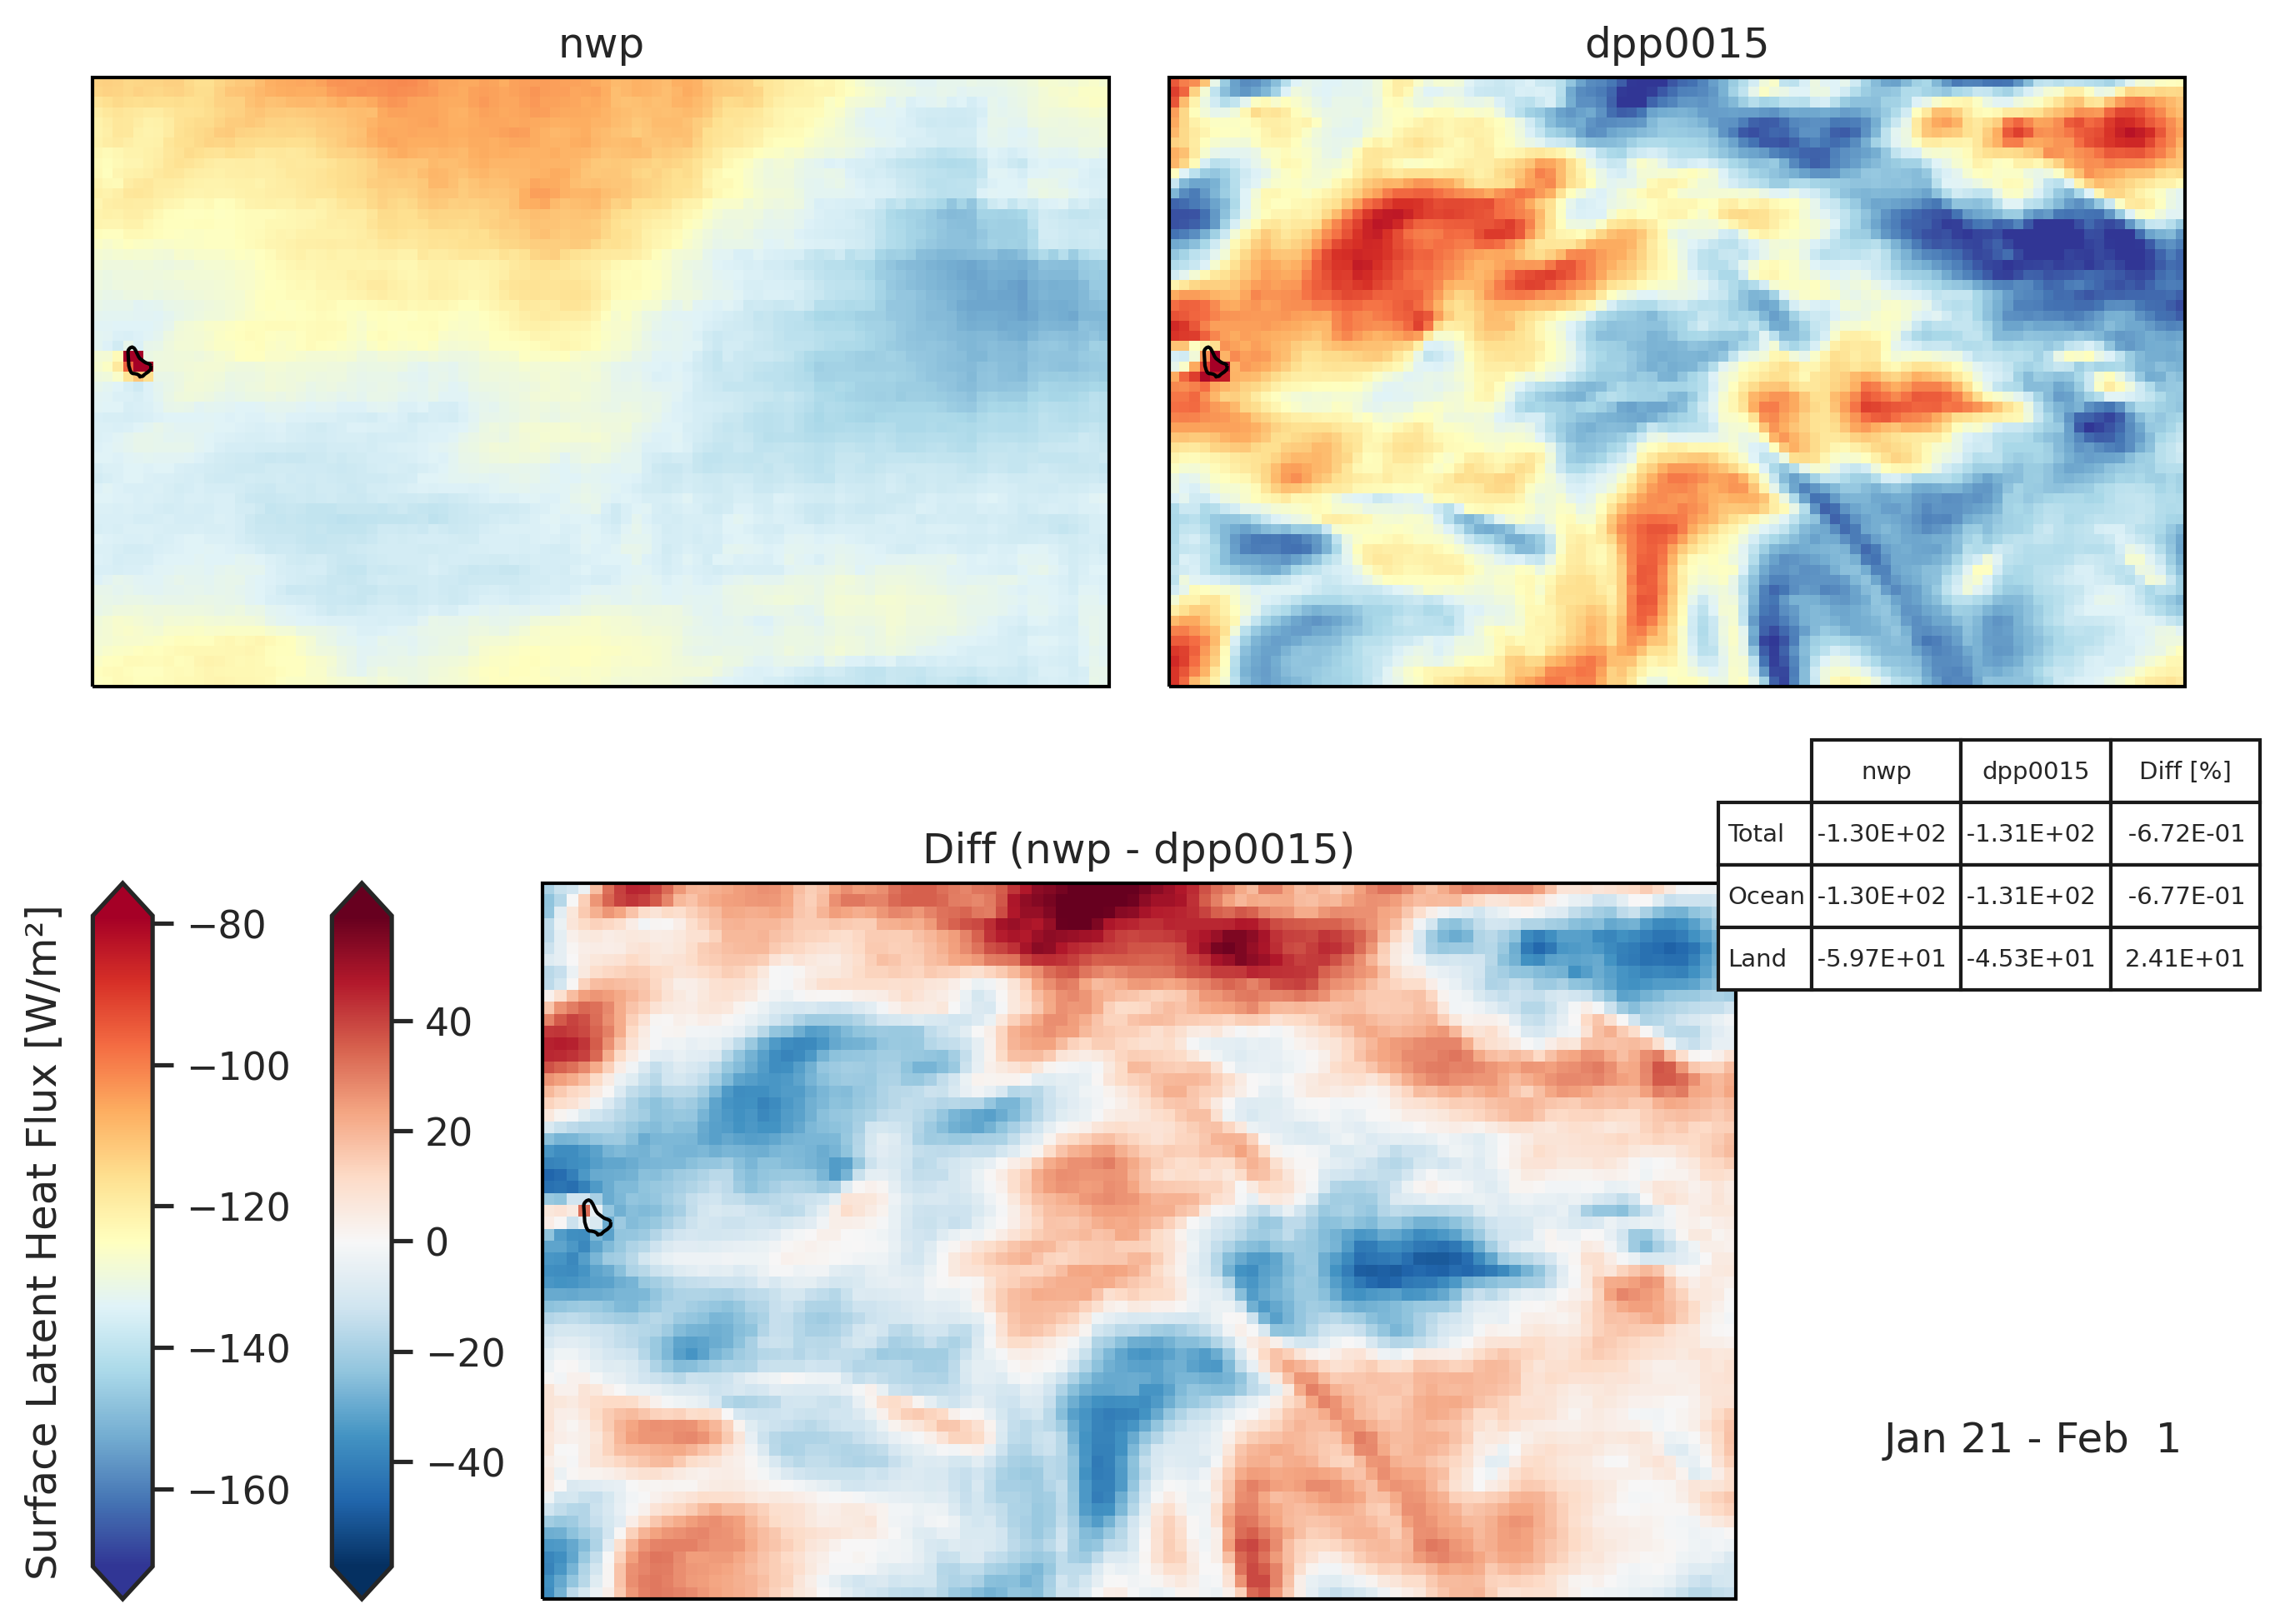 nwp
dpp0015
nwp dpp0015 Diff [%]
Total -1.30E+02 -1.31E+02 -6.72E-01
Ocean -1.30E+02 -1.31E+02 -6.77E-01
Land -5.97E+01 -4.53E+01 2.41E+01
Diff (nwp - dpp0015)
Surface Latent Heat Flux [W/m²]
−80
−100
−120
−140
−160
40
20
0
−20
−40
Jan 21 - Feb  1